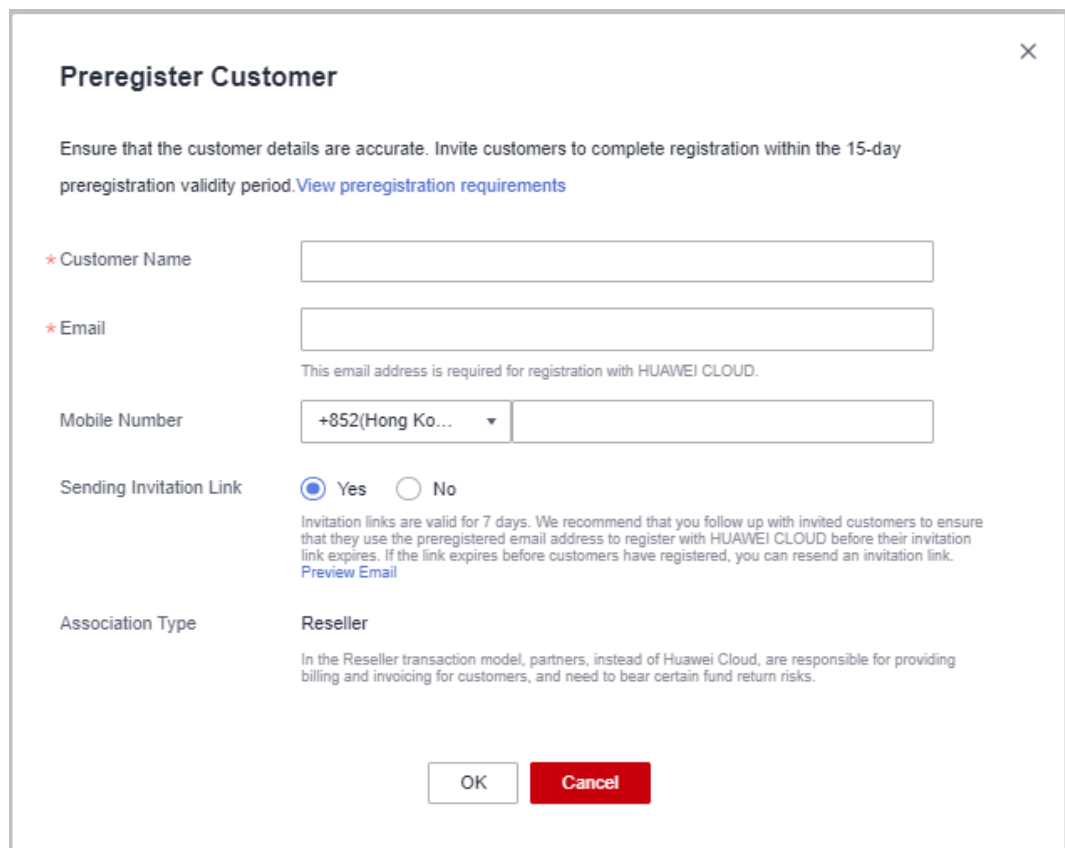 Preregister Customer
Ensure that the customer details are accurate. Invite customers to complete registration within the 15-day
preregistration validity period.View preregistration requirements
* Customer Name
* Email
This email address is required for registration with HUAWEI CLOUD.
Mobile Number +852(Hong Ko...
Sending Invitation Link Yes No
Invitation links are valid for 7 days. We recommend that you follow up with invited customers to ensure
that they use the preregistered email address to register with HUAWEI CLOUD before their invitation
link expires. If the link expires before customers have registered, you can resend an invitation link.
Preview Email
Association Type Reseller
In the Reseller transaction model, partners, instead of Huawei Cloud, are responsible for providing
billing and invoicing for customers, and need to bear certain fund return risks.
OK Cancel